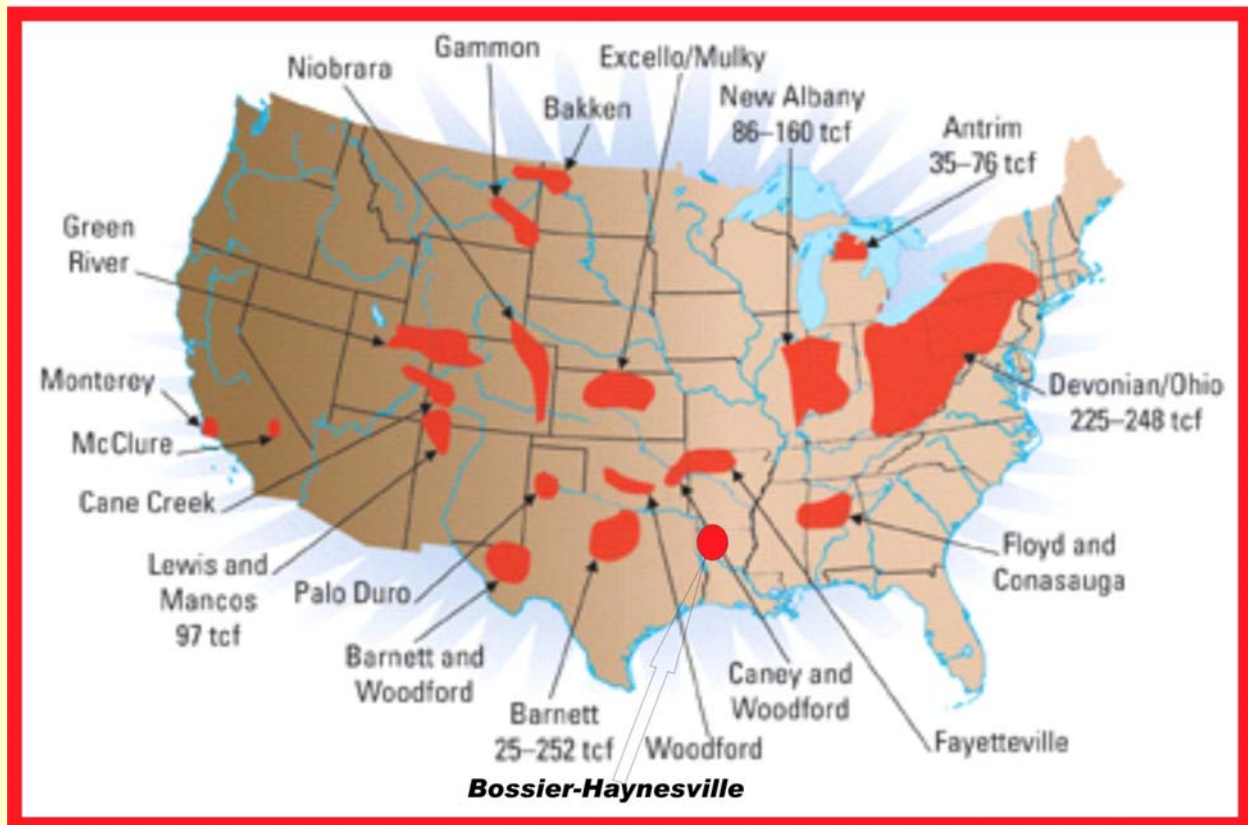 Gammon
Excello/Mulky
Niobrara
New Albany
86–160 tcf
Bakken
Antrim
35–76 tcf
Green
River
Monterey
Devonian/Ohio
225–248 tcf
McClure
Cane Creek
Floyd and
Conasauga
Lewis and
Mancos
97 tcf
Palo Duro
Barnett and
Woodford
Caney and
Woodford
Barnett
25–252 tcf
Woodford
Fayetteville
Bossier-Haynesville